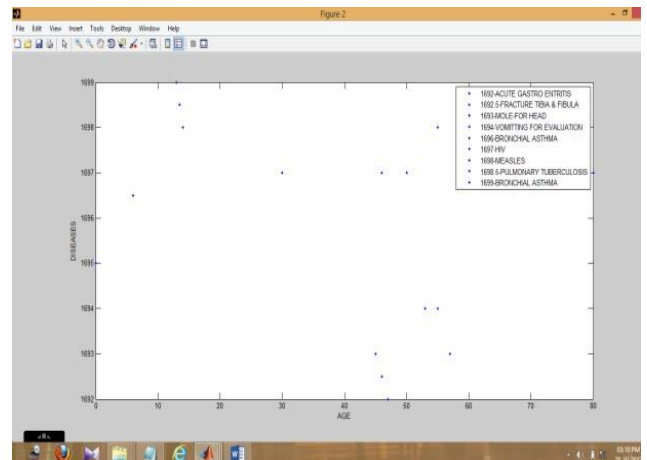 Figure 2
File Edit View Insert Tools Desktop Window Help
1699
1698
1697
1696
1695
1694
1693
1692
DISEASES
0 10 20 30 40 50 60 70 80
AGE
1692-ACUTE GASTRO ENTRITIS
1692.5-FRACTURE TIBIA & FIBULA
1693-MOLE-FOR HEAD
1694-VOMITTING FOR EVALUATION
1696-BRONCHIAL ASTHMA
1697-HIV
1698-MEASLES
1698.5-PULMONARY TUBERCULOSIS
1699-BRONCHIAL ASTHMA